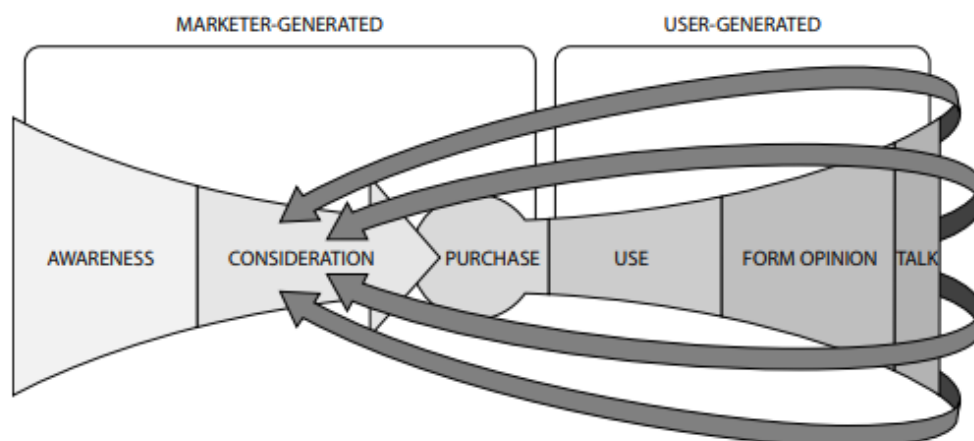 MARKETER-GENERATED
USER-GENERATED
AWARENESS
CONSIDERATION
PURCHASE
USE
FORM OPINION
TALK